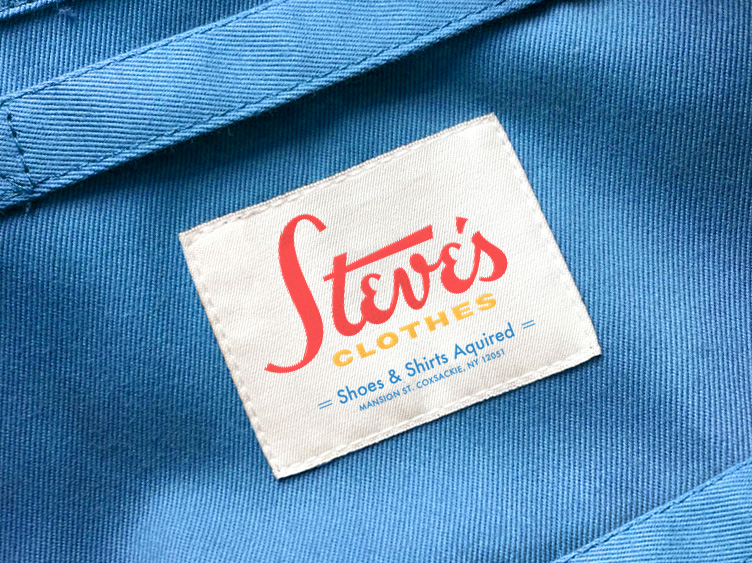 Steve's
CLOTHES
= Shoes & Shirts Aquired =
MANSION ST. COXSACKIE, NY 12051